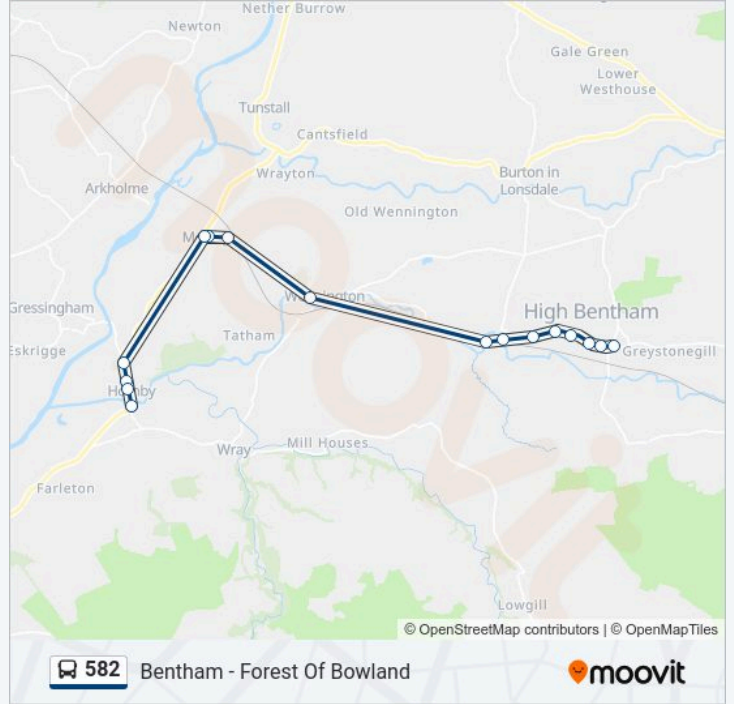 Nether Burrow
Newton
Gale Green
Lower
Westhouse
Tunstall
Cantsfield
Wrayton
Burton in
Lonsdale
Arkholme
Old Wennington
Gressingham
High Bentham
Tatham
Greystonegill
Eskrigge
Mill Houses
Wray
Farleton
Lowgill
moovit
© OpenStreetMap contributors | © OpenMapTiles
582 Bentham - Forest Of Bowland
moovit